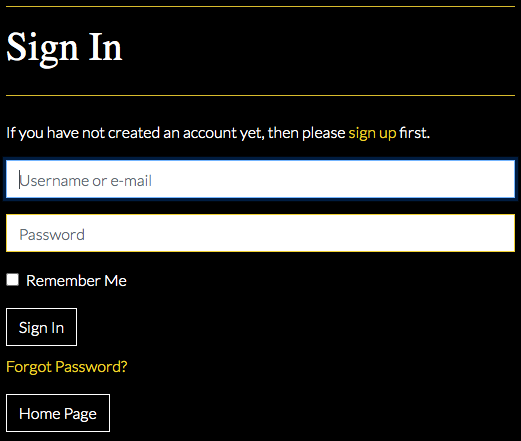 Sign In
If you have not created an account yet, then please sign up first.
Username or e-mail
Password
Remember Me
Sign In
Forgot Password?
Home Page